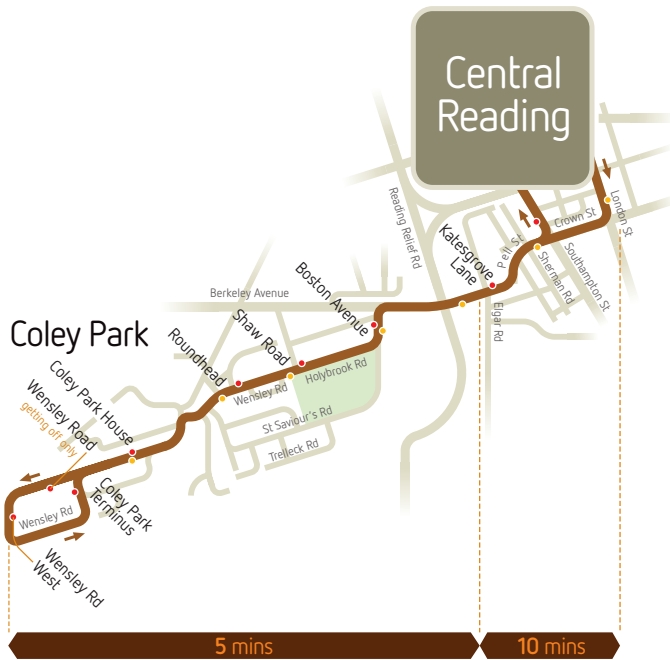 Central
Reading
London St
Crown St
Pell St
Sherman Rd
Southampton St
Reading Relief Rd
Katesgrove
Lane
Elgar Rd
Berkeley Avenue
Boston Avenue
Coley Park
Shaw Road
Roundhead
Holybrook Rd
Wensley Rd
St Saviour's Rd
Trelleck Rd
Coley Park House
Wensley Road
getting off only
Coley Park
Terminus
Wensley Rd
Wensley Rd
West
5 mins
10 mins